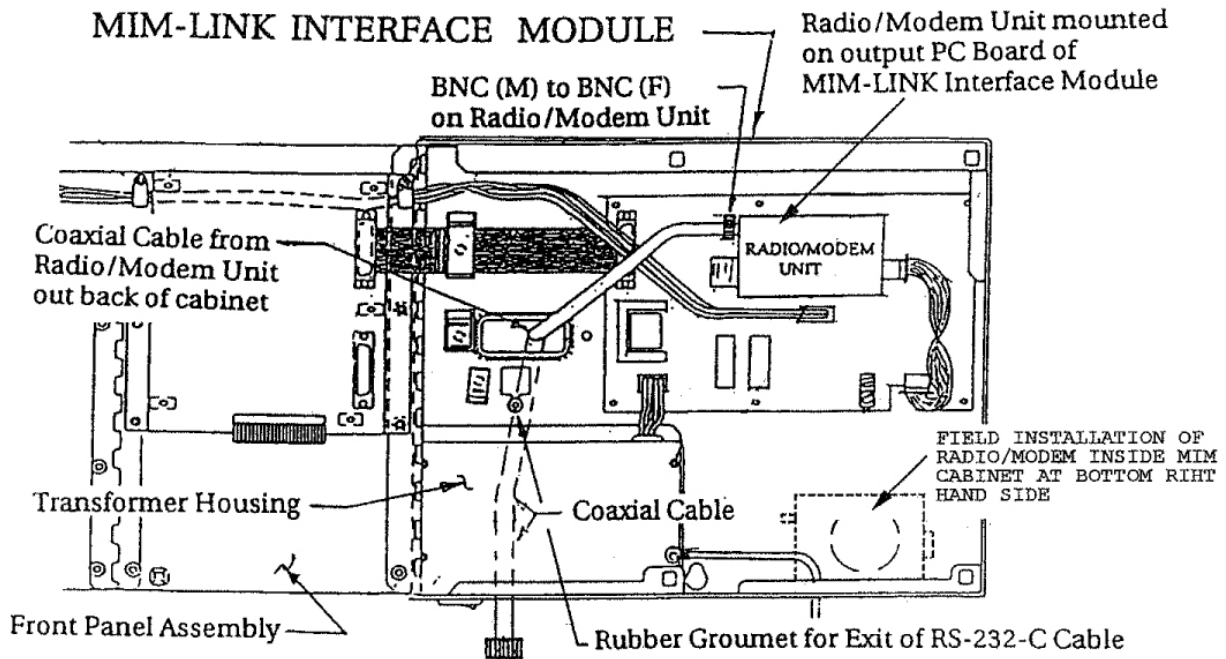 MIM-LINK INTERFACE MODULE
Radio/Modem Unit mounted
on output PC Board of
MIM-LINK Interface Module
BNC (M) to BNC (F)
on Radio/Modem Unit
Coaxial Cable from
Radio/Modem Unit
out back of cabinet
RADIO/MODEM
UNIT
FIELD INSTALLATION OF
RADIO/MODEM INSIDE MIM
CABINET AT BOTTOM RIHT
HAND SIDE
Transformer Housing
Coaxial Cable
Front Panel Assembly
Rubber Groumet for Exit of RS-232-C Cable